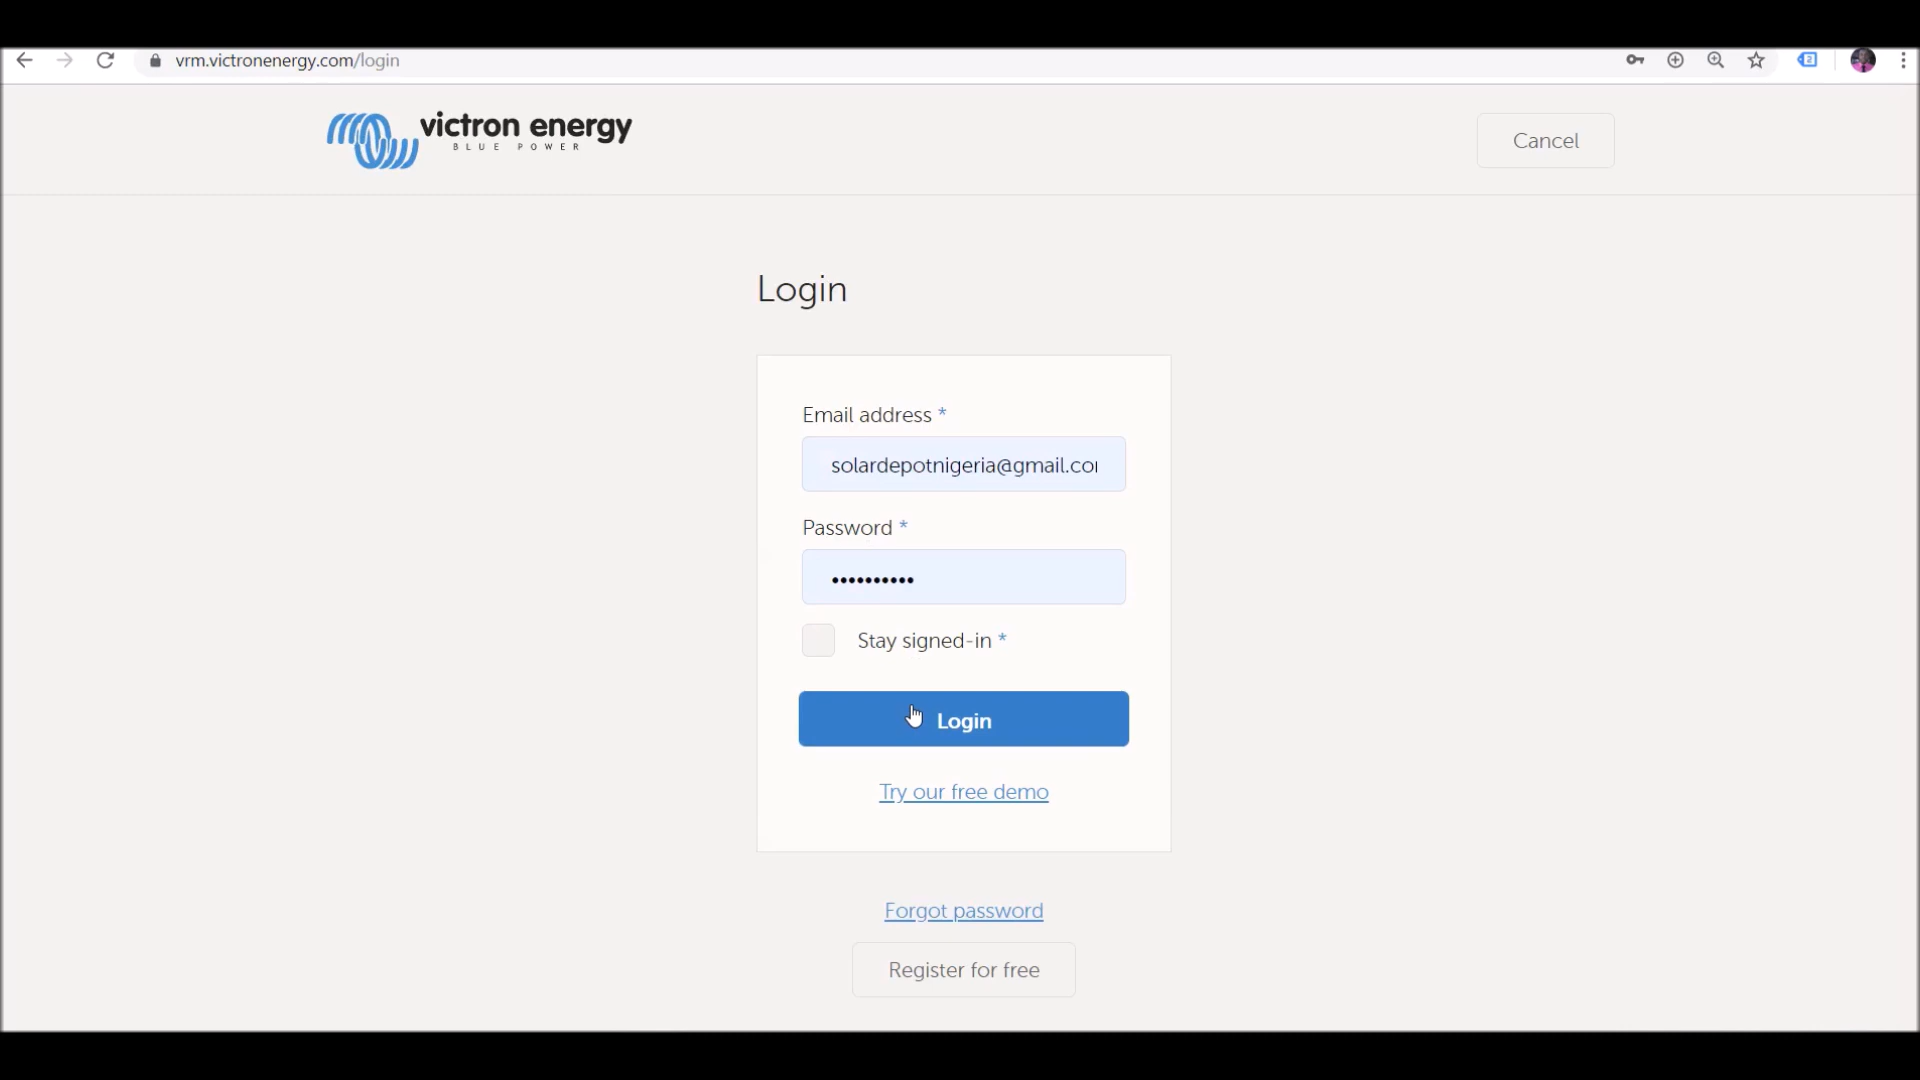 vrm.victronenergy.com/login
victron energy
BLUE POWER
Cancel
Login
Email address *
solardepotnigeria@gmail.co
Password *
••••••••••
Stay signed-in *
Login
Try our free demo
Forgot password
Register for free